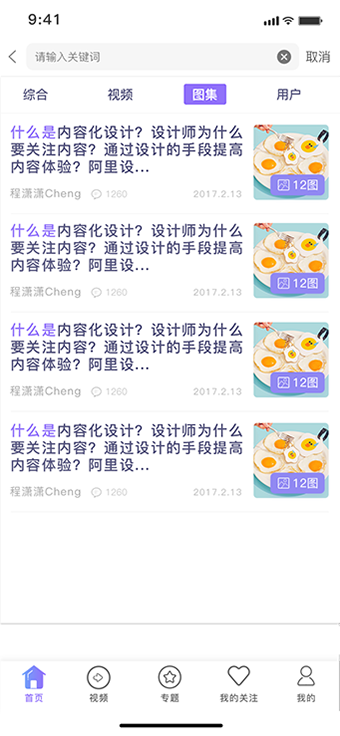 9:41
请输入关键词
取消
综合
视频
图集
用户
什么是内容化设计？设计师为什么
要关注内容？通过设计的手段提高
内容体验？阿里设...
12图
程潇潇Cheng
1260
2017.2.13
什么是内容化设计？设计师为什么
要关注内容？通过设计的手段提高
内容体验？阿里设...
12图
程潇潇Cheng
1260
2017.2.13
什么是内容化设计？设计师为什么
要关注内容？通过设计的手段提高
内容体验？阿里设...
12图
程潇潇Cheng
1260
2017.2.13
什么是内容化设计？设计师为什么
要关注内容？通过设计的手段提高
内容体验？阿里设...
12图
程潇潇Cheng
1260
2017.2.13
首页
视频
专题
我的关注
我的